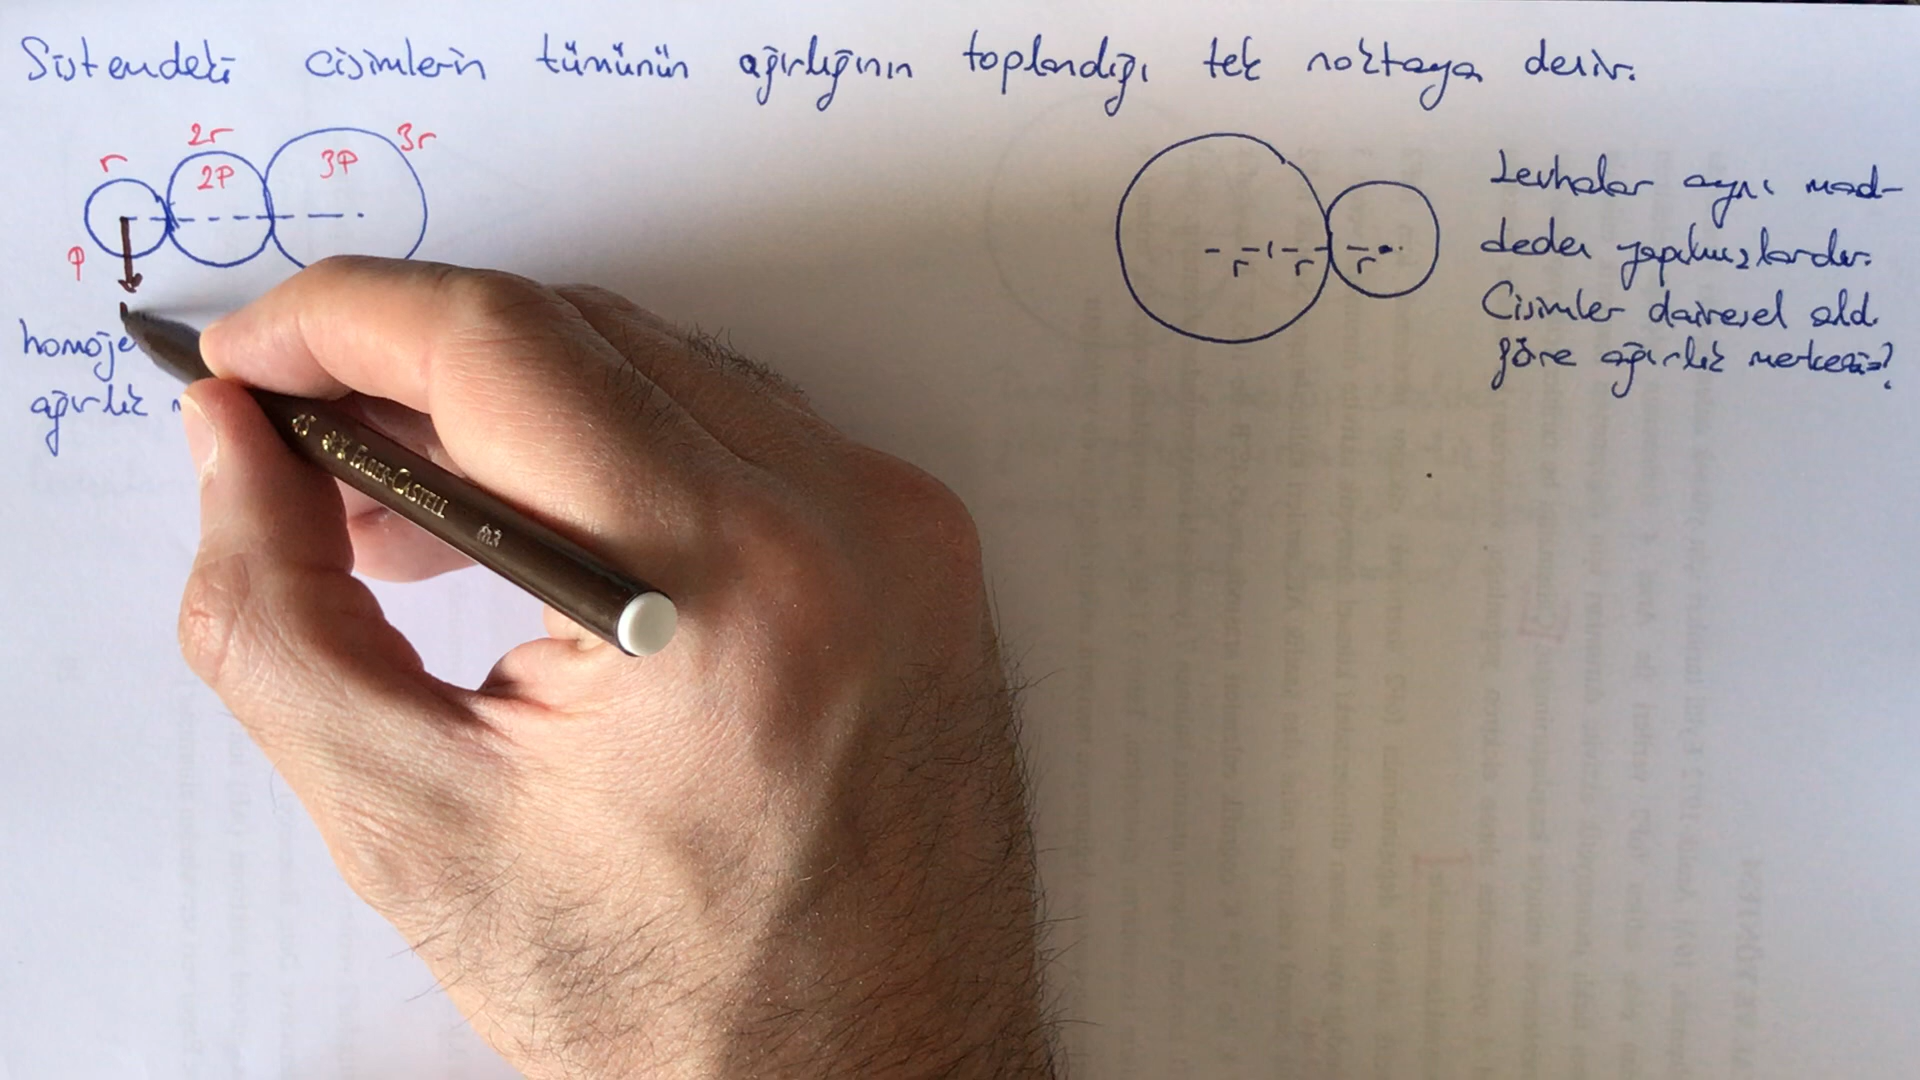 Sistemdeki cisimlerin tümünün ağırlığının toplandığı tek noktaya denir.
r 2r 3r
2P 3P
P
homoje
ağırlık
r r r
Levhalar aynı mad-
deden yapılmışlardır.
Cisimler dairesel old.
göre ağırlık merkezi=?
FABER-CASTELL